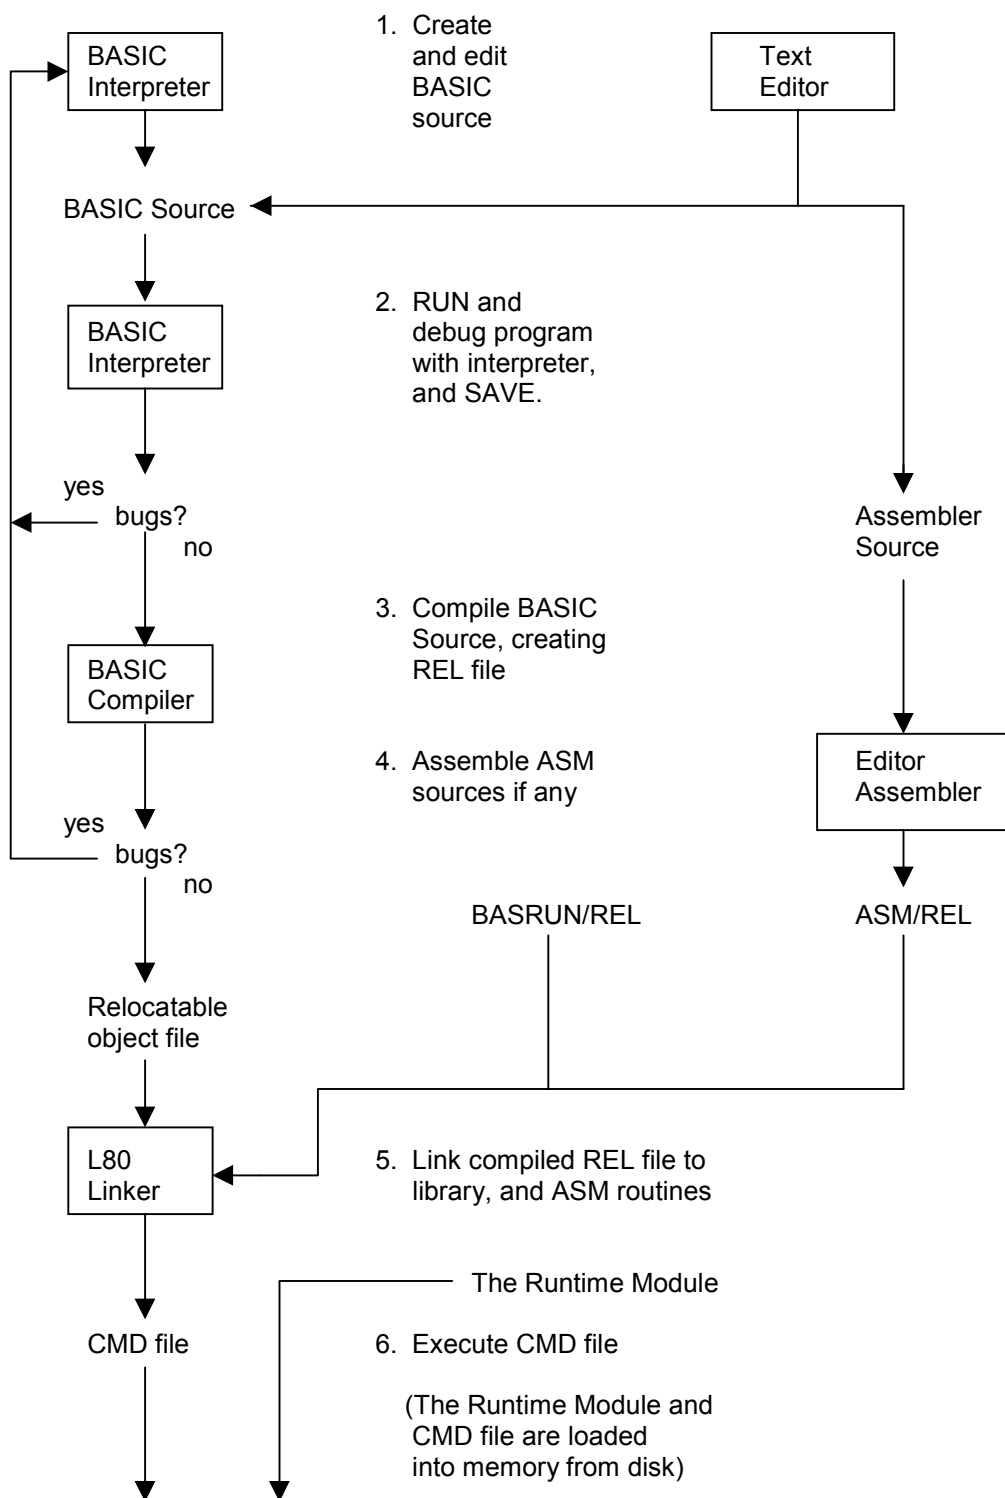 BASIC
Interpreter
1. Create
and edit
BASIC
source
Text
Editor
BASIC Source
BASIC
Interpreter
2. RUN and
debug program
with interpreter,
and SAVE.
yes
bugs?
no
Assembler
Source
3. Compile BASIC
Source, creating
REL file
BASIC
Compiler
4. Assemble ASM
sources if any
Editor
Assembler
yes
bugs?
no
BASRUN/REL
ASM/REL
Relocatable
object file
L80
Linker
5. Link compiled REL file to
library, and ASM routines
The Runtime Module
CMD file
6. Execute CMD file
(The Runtime Module and
CMD file are loaded
into memory from disk)